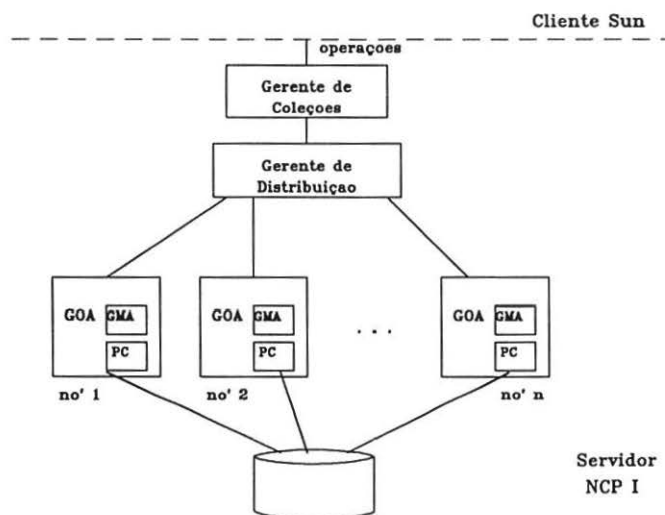 Cliente Sun
operações
Gerente de
Coleçoes
Gerente de
Distribuiçao
GOA GMA
PC
GOA GMA
PC
. . .
GOA GMA
PC
no' 1
no' 2
no' n
Servidor
NCP I